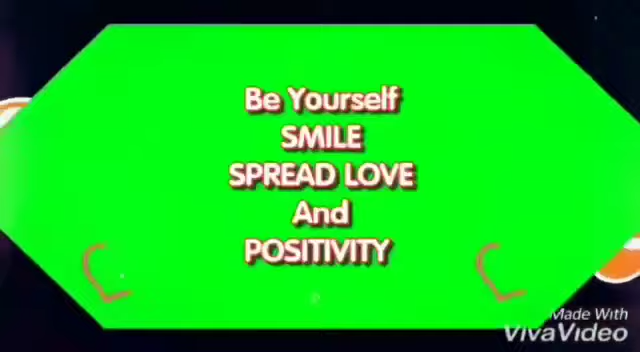 Be Yourself
SMILE
SPREAD LOVE
And
POSITIVITY
Made With
VivaVideo